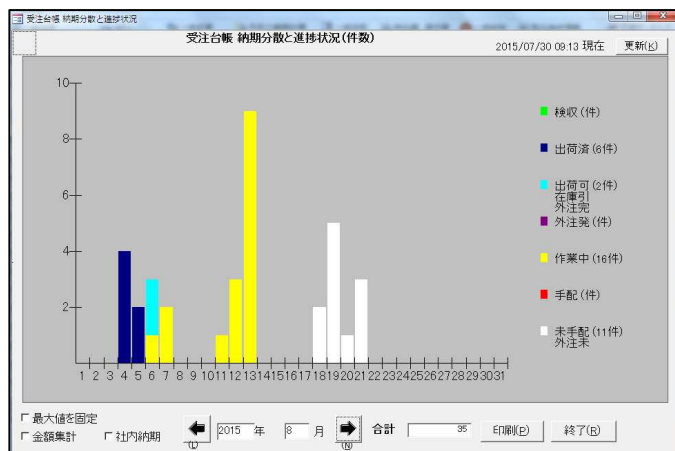 受注台帳 納期分散と進捗状況
受注台帳 納期分散と進捗状況(件数)
2015/07/30 09:13 現在 更新(K)
10
8
6
4
2
1 2 3 4 5 6 7 8 9 10 11 12 13 14 15 16 17 18 19 20 21 22 23 24 25 26 27 28 29 30 31
検収(件)
出荷済(6件)
出荷可(2件)
在庫引
外注完
外注発(件)
作業中(16件)
手配(件)
未手配(11件)
外注未
最大値を固定
金額集計 社内納期 (L) 2015 年 8 月 (N) 合計 35 印刷(P) 終了(R)